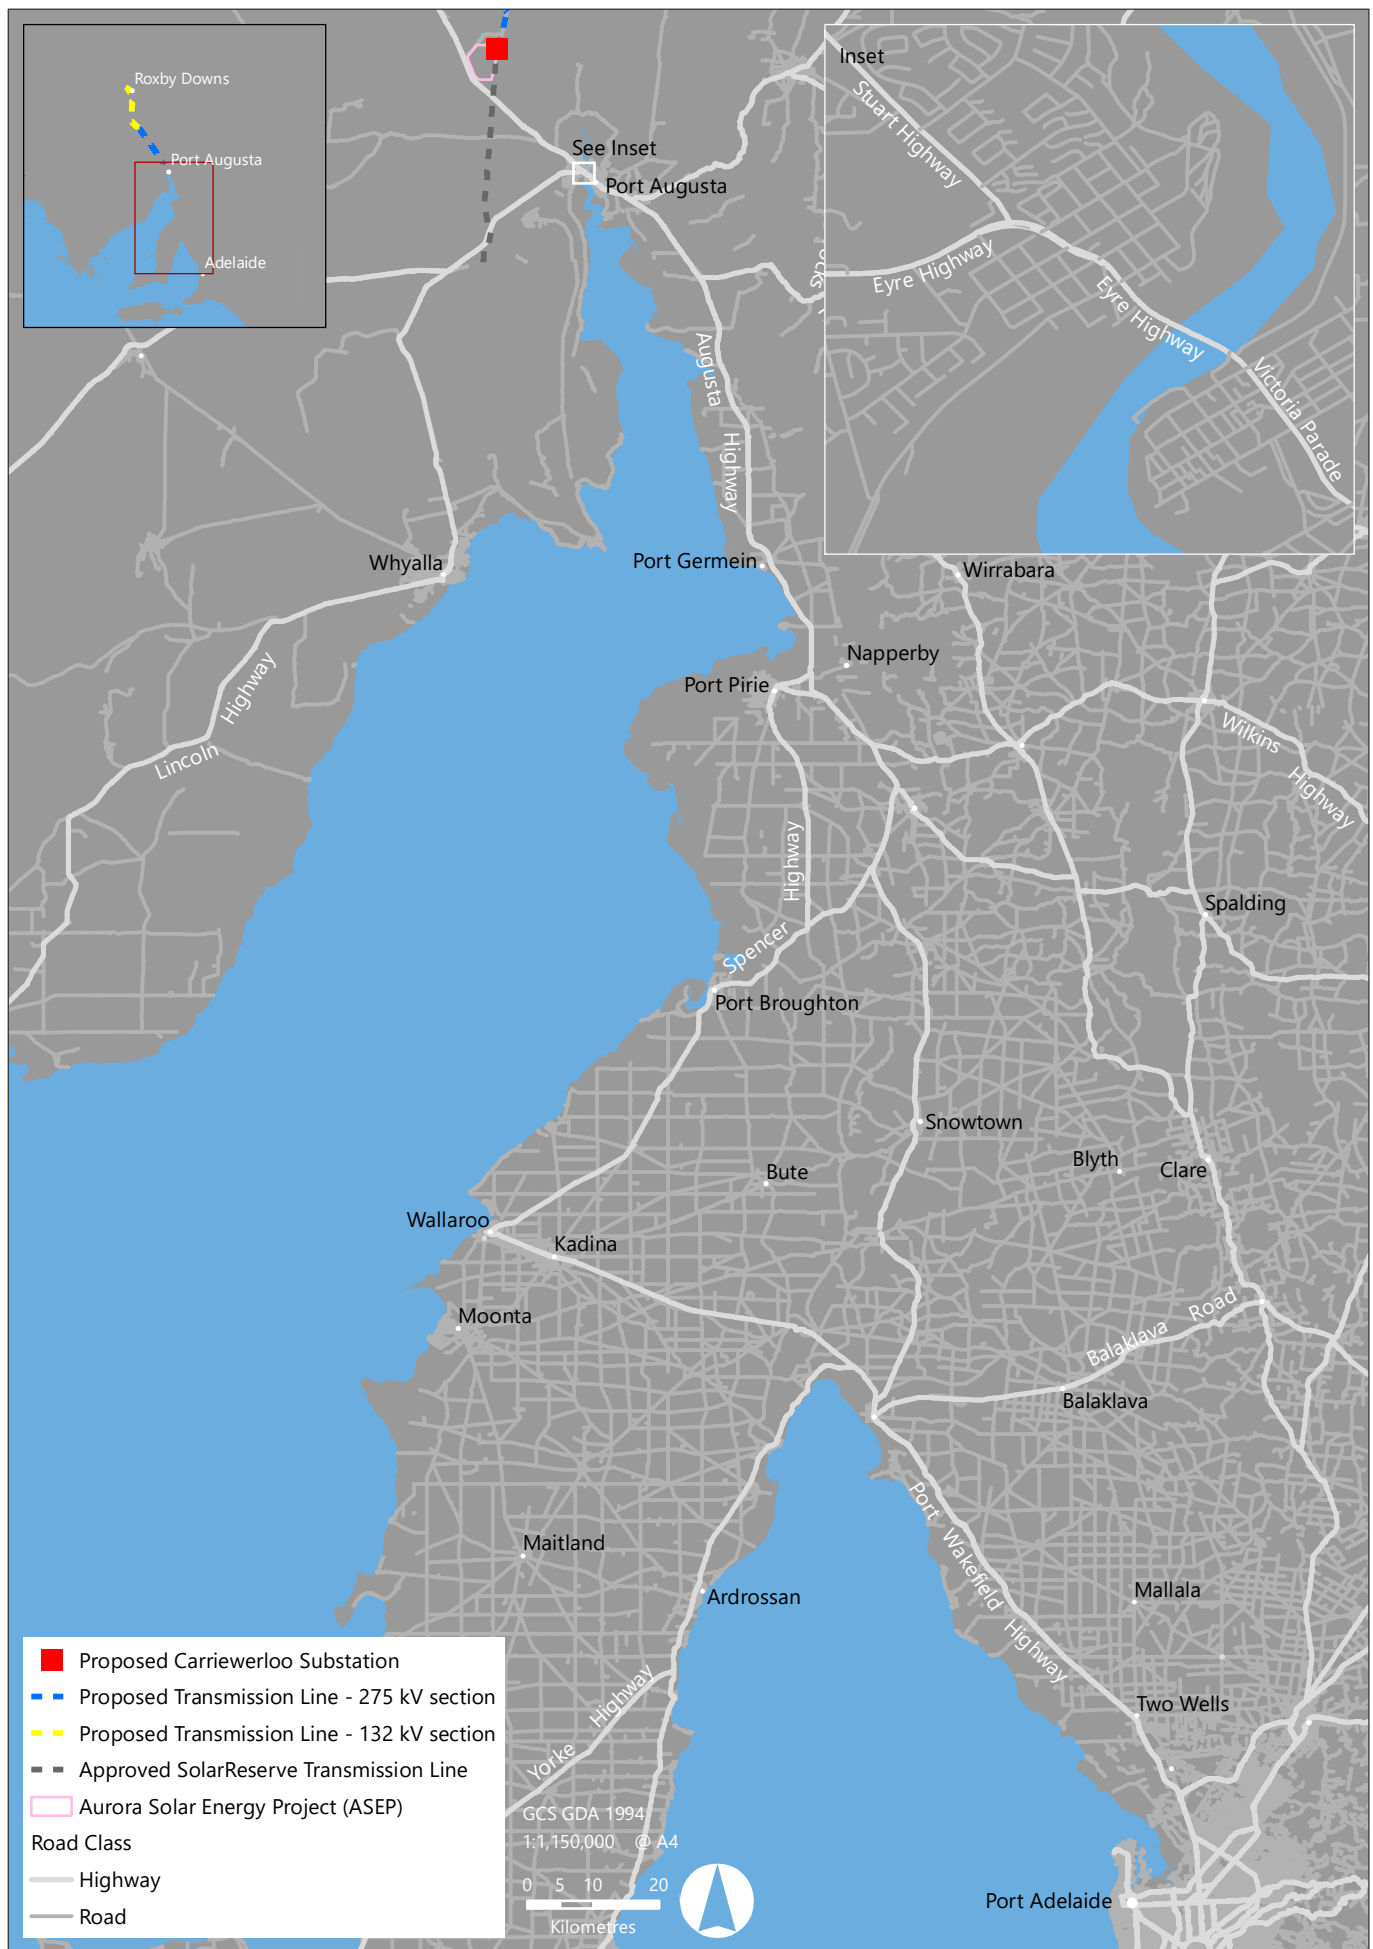 Roxby Downs
Port Augusta
Adelaide
See Inset
Port Augusta
Inset
Stuart Highway
Eyre Highway
Eyre Highway
Victoria Parade
Augusta
Highway
Whyalla
Port Germein
Wirrabara
Napperby
Port Pirie
Highway
Lincoln
Wilkins
Highway
Highway
Spencer
Spalding
Port Broughton
Snowtown
Blyth
Clare
Bute
Wallaroo
Kadina
Moonta
Balaklava
Road
Balaklava
Port
Wakefield
Highway
Maitland
Ardrossan
Mallala
Two Wells
Highway
Yorke
Port Adelaide
Proposed Carriewerloo Substation
Proposed Transmission Line - 275 kV section
Proposed Transmission Line - 132 kV section
Approved SolarReserve Transmission Line
Aurora Solar Energy Project (ASEP)
Road Class
Highway
Road
GCS GDA 1994
1:1,150,000 @ A4
0 5 10 20
Kilometres